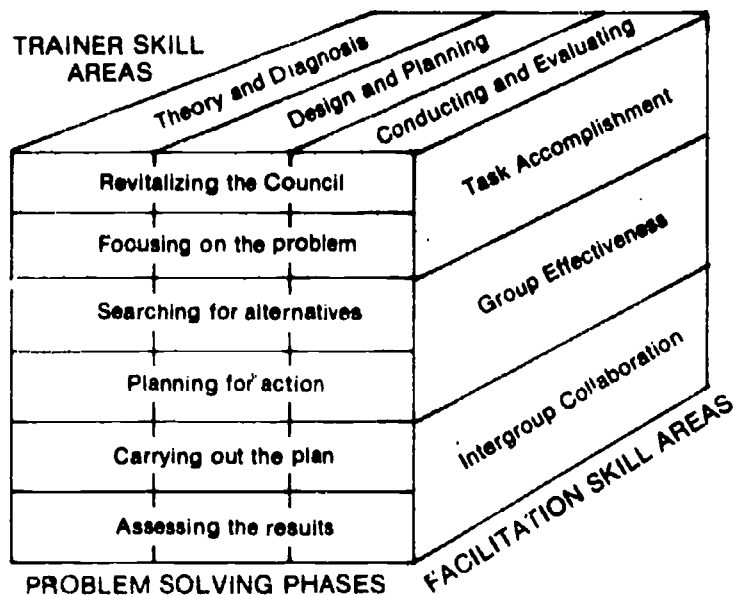 TRAINER SKILL
AREAS
Theory and Diagnosis
Design and Planning
Conducting and Evaluating
Revitalizing the Council
Focusing on the problem
Searching for alternatives
Planning for action
Carrying out the plan
Assessing the results
Task Accomplishment
Group Effectiveness
Intergroup Collaboration
PROBLEM SOLVING PHASES
FACILITATION SKILL AREAS